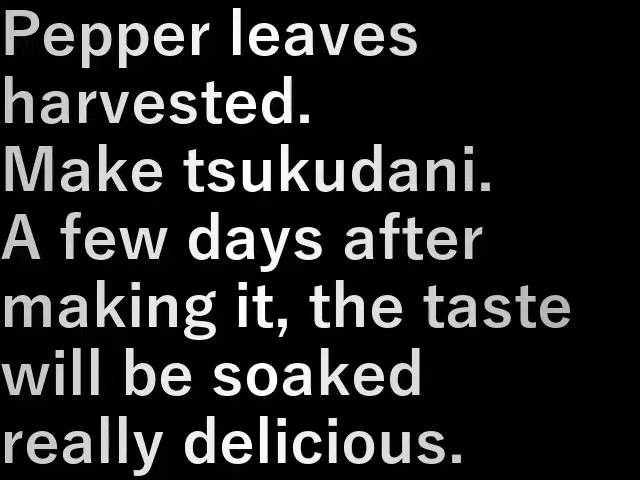 Pepper leaves
harvested.
Make tsukudani.
A few days after
making it, the taste
will be soaked
really delicious.